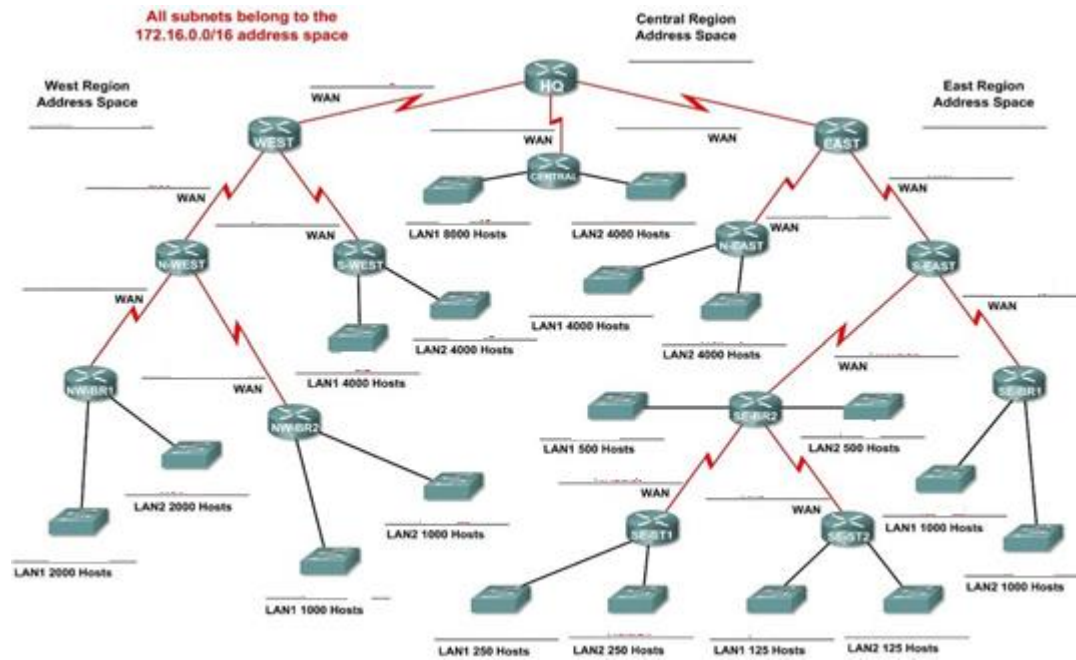 All subnets belong to the
172.16.0.0/16 address space
Central Region
Address Space
West Region
Address Space
East Region
Address Space
HQ
WAN
WAN
WAN
WEST
EAST
CENTRAL
WAN
WAN
WAN
WAN
LAN1 8000 Hosts
LAN2 4000 Hosts
N-WEST
S-WEST
N-EAST
S-EAST
WAN
WAN
LAN1 4000 Hosts
LAN2 4000 Hosts
LAN2 4000 Hosts
LAN1 4000 Hosts
WAN
WAN
NW-BR1
NW-BR2
SE-BR2
SE-BR1
LAN1 500 Hosts
LAN2 500 Hosts
WAN
WAN
LAN2 2000 Hosts
LAN2 1000 Hosts
LAN1 1000 Hosts
SE-ST1
SE-ST2
LAN1 2000 Hosts
LAN1 1000 Hosts
LAN2 1000 Hosts
LAN1 250 Hosts
LAN2 250 Hosts
LAN1 125 Hosts
LAN2 125 Hosts